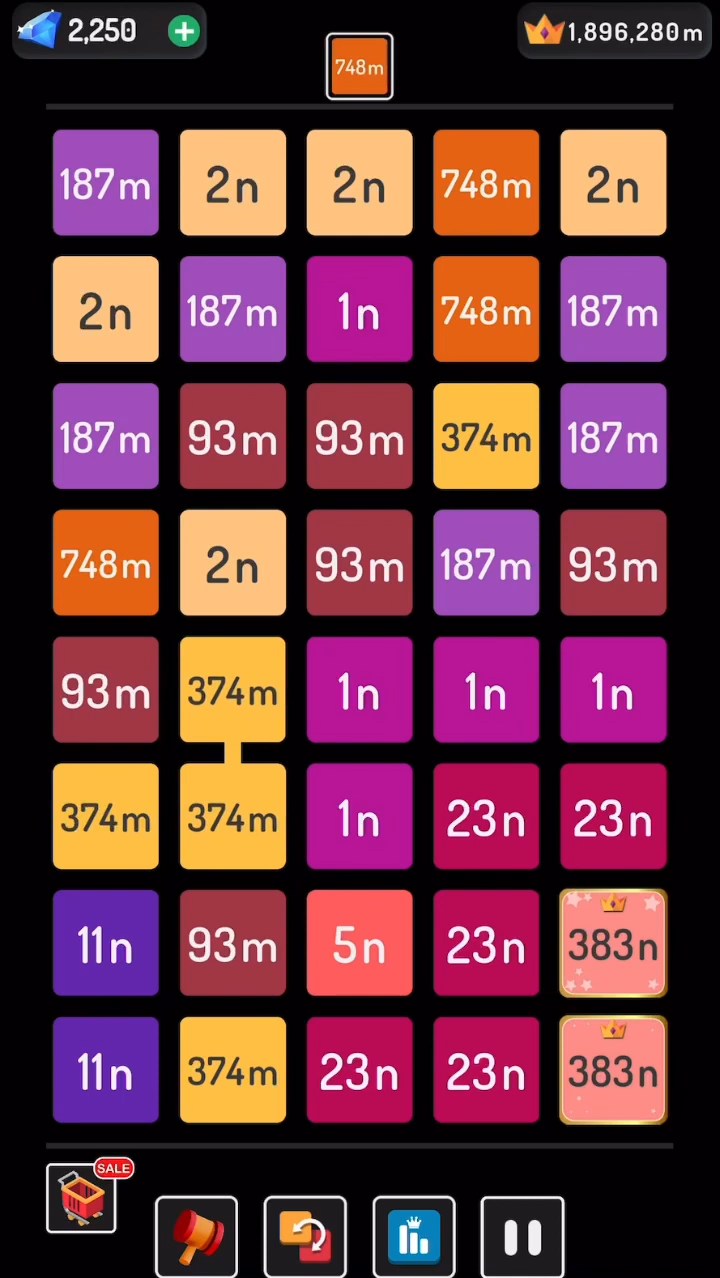 2,250
1,896,280m
748m
187m 2n 2n 748m 2n
2n 187m 1n 748m 187m
187m 93m 93m 374m 187m
748m 2n 93m 187m 93m
93m 374m 1n 1n 1n
374m 374m 1n 23n 23n
11n 93m 5n 23n 383n
11n 374m 23n 23n 383n
SALE